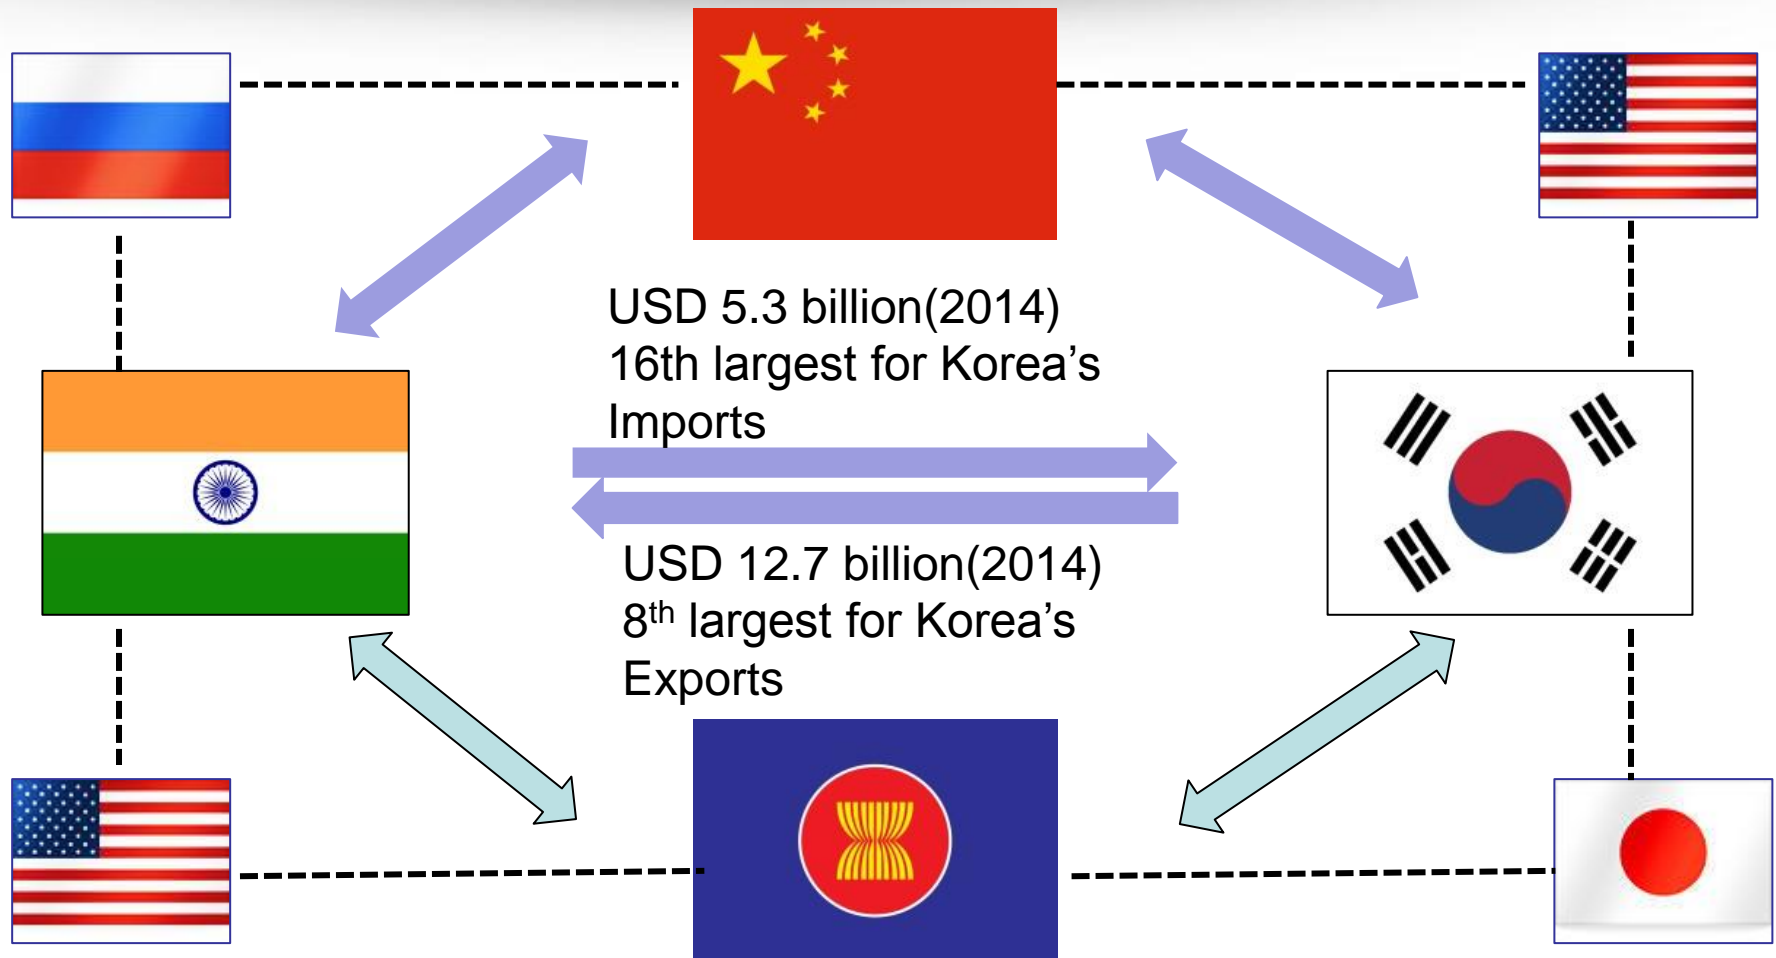 USD 5.3 billion(2014)
16th largest for Korea’s
Imports
USD 12.7 billion(2014)
8th largest for Korea’s
Exports